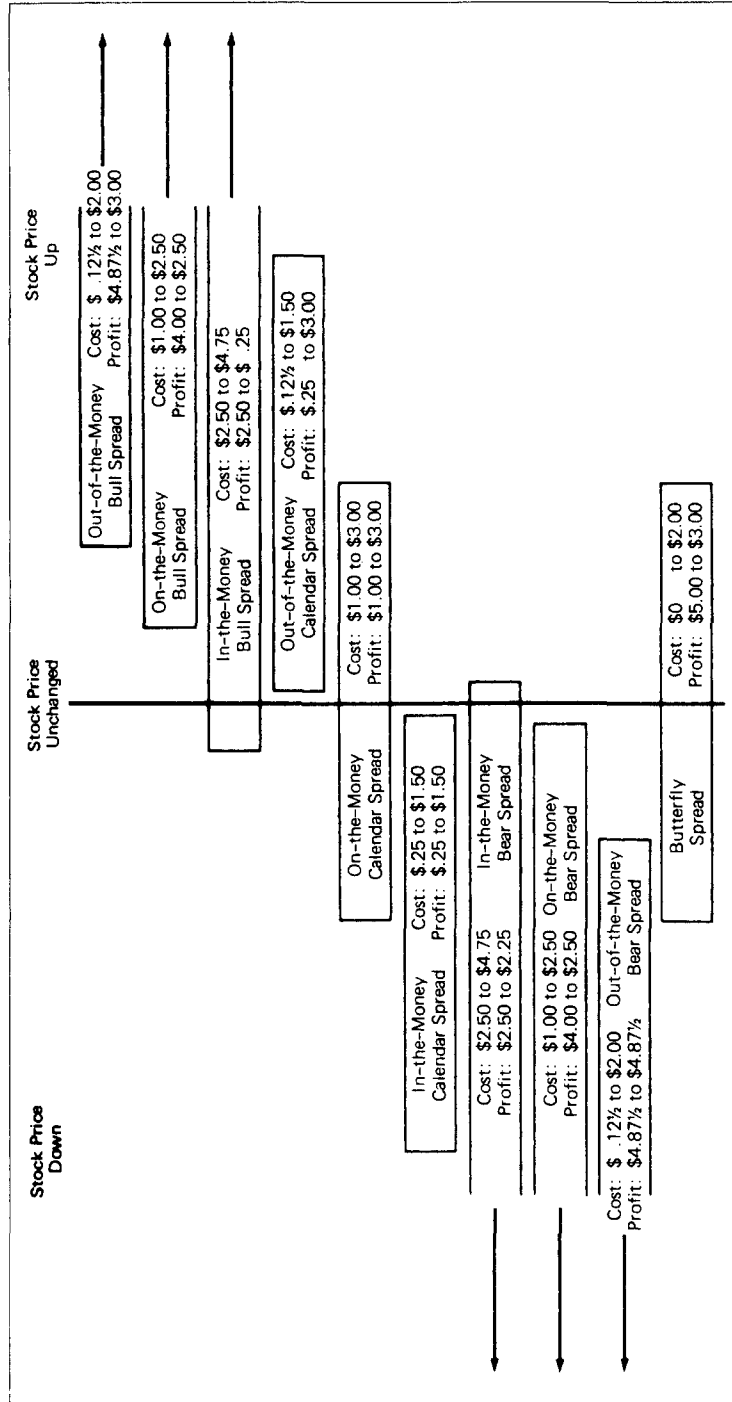 Stock Price
Down
Stock Price
Unchanged
Stock Price
Up
Out-of-the-Money Cost: $ .12½ to $2.00
Bull Spread Profit: $4.87½ to $3.00
On-the-Money Cost: $1.00 to $2.50
Bull Spread Profit: $4.00 to $2.50
In-the-Money Cost: $2.50 to $4.75
Bull Spread Profit: $2.50 to $ .25
Out-of-the-Money Cost: $.12½ to $1.50
Calendar Spread Profit: $.25 to $3.00
On-the-Money Cost: $1.00 to $3.00
Calendar Spread Profit: $1.00 to $3.00
In-the-Money Cost: $.25 to $1.50
Calendar Spread Profit: $.25 to $1.50
Cost: $2.50 to $4.75 In-the-Money
Profit: $2.50 to $2.25 Bear Spread
Cost: $1.00 to $2.50 On-the-Money
Profit: $4.00 to $2.50 Bear Spread
Cost: $ .12½ to $2.00 Out-of-the-Money
Profit: $4.87½ to $4.87½ Bear Spread
Butterfly Cost: $0 to $2.00
Spread Profit: $5.00 to $3.00